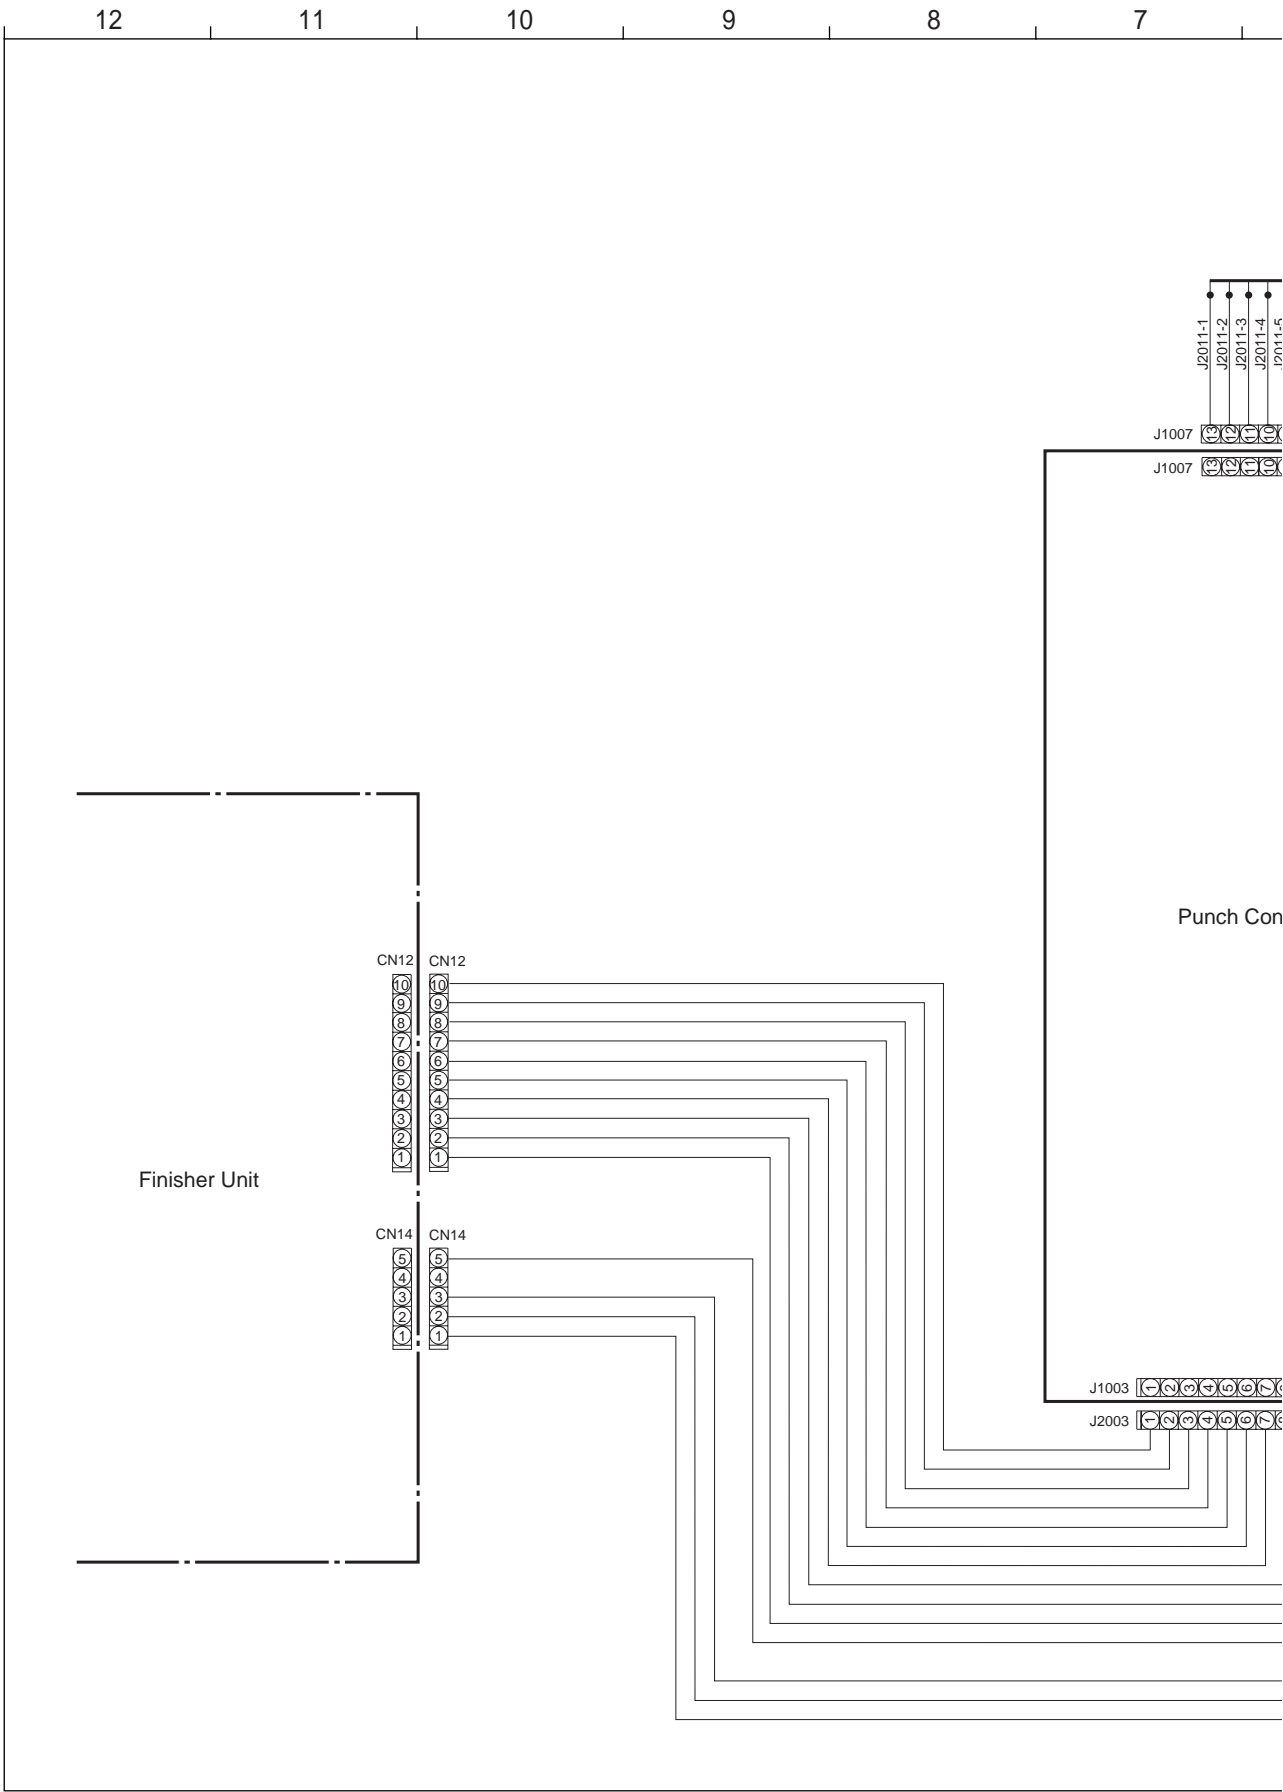 12 11 10 9 8 7
J2011-1
J2011-2
J2011-3
J2011-4
J2011-5
J1007 13 12 11 10
J1007 13 12 11 10
Punch Con
CN12 CN12
10 10
9 9
8 8
7 7
6 6
5 5
4 4
3 3
2 2
1 1
Finisher Unit
CN14 CN14
5 5
4 4
3 3
2 2
1 1
J1003 1 2 3 4 5 6 7
J2003 1 2 3 4 5 6 7